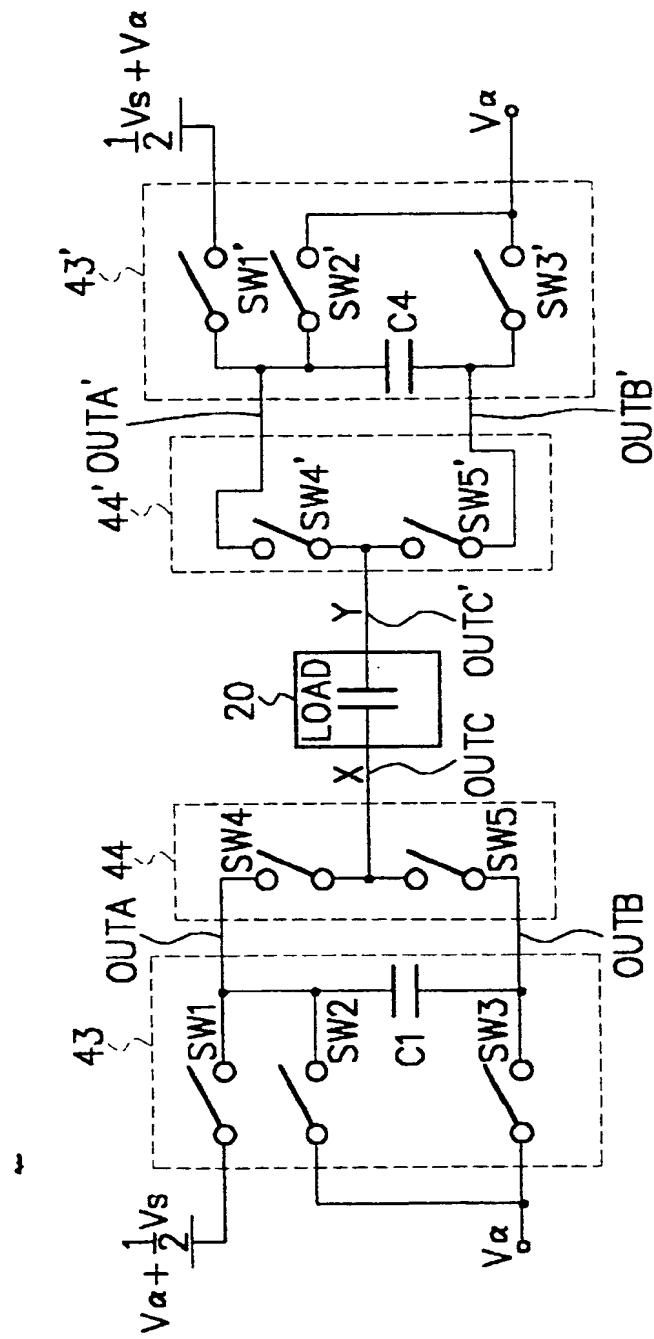 Vα+1/2Vs
Vα
43
SW1
SW2
C1
SW3
OUTA
OUTB
44
SW4
SW5
X
OUTC
20
LOAD
Y
OUTC'
44'
SW4'
SW5'
OUTA'
OUTB'
43'
SW1'
SW2'
C4
SW3'
1/2Vs+Vα
Vα